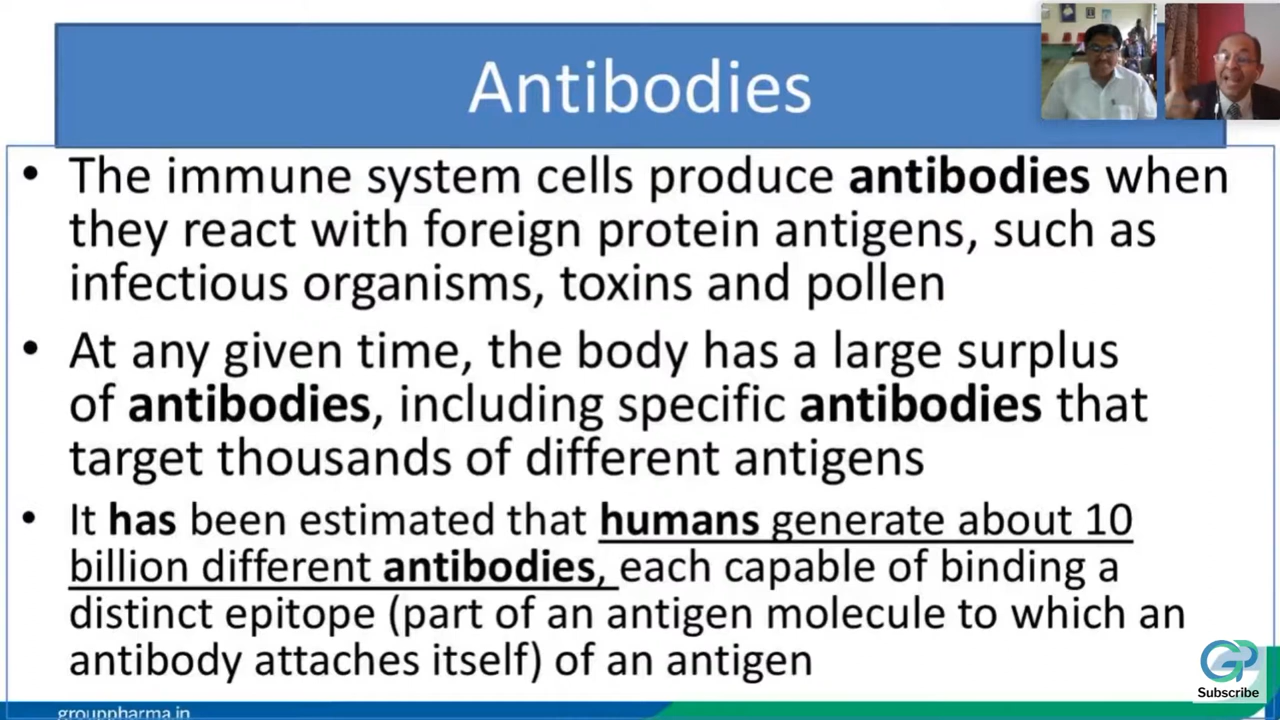 Antibodies
• The immune system cells produce antibodies when
they react with foreign protein antigens, such as
infectious organisms, toxins and pollen
• At any given time, the body has a large surplus
of antibodies, including specific antibodies that
target thousands of different antigens
• It has been estimated that humans generate about 10
billion different antibodies, each capable of binding a
distinct epitope (part of an antigen molecule to which an
antibody attaches itself) of an antigen
GP
Subscribe
grouppharma.in